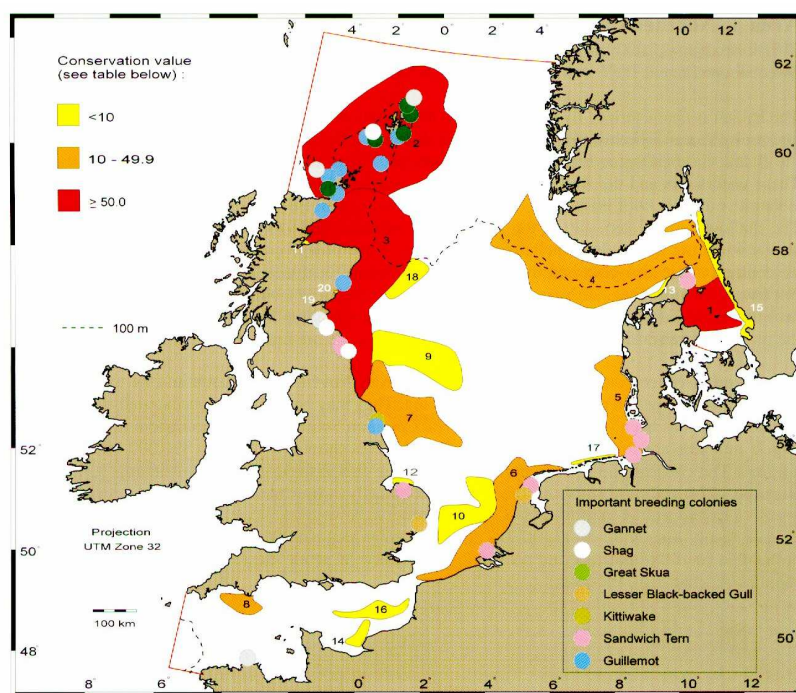 4 2 0 2 4 10° 12°
62°
Conservation value
(see table below) :
<10
10 - 49.9
≥ 50.0
52°
60°
2
3
58°
11
4
18
13
1
15
20
19
100 m
9
5
7
52°
17
12
6
10
Important breeding colonies
Gannet
Shag
Great Skua
Lesser Black-backed Gull
Kittiwake
Sandwich Tern
Guillemot
Projection
UTM Zone 32
50°
52°
8
16
14
100 km
50°
48°
8° 6° 4 2 0 2 4° 6° 8 10° 12°